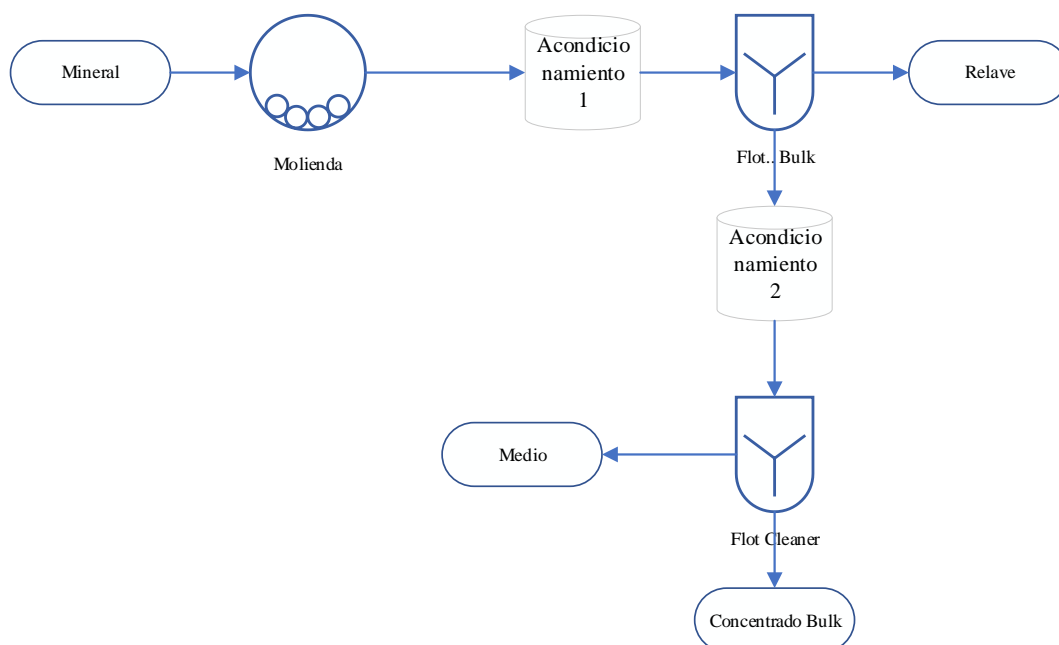 Mineral
Molienda
Acondicio
namiento
1
Flot.. Bulk
Relave
Acondicio
namiento
2
Medio
Flot Cleaner
Concentrado Bulk